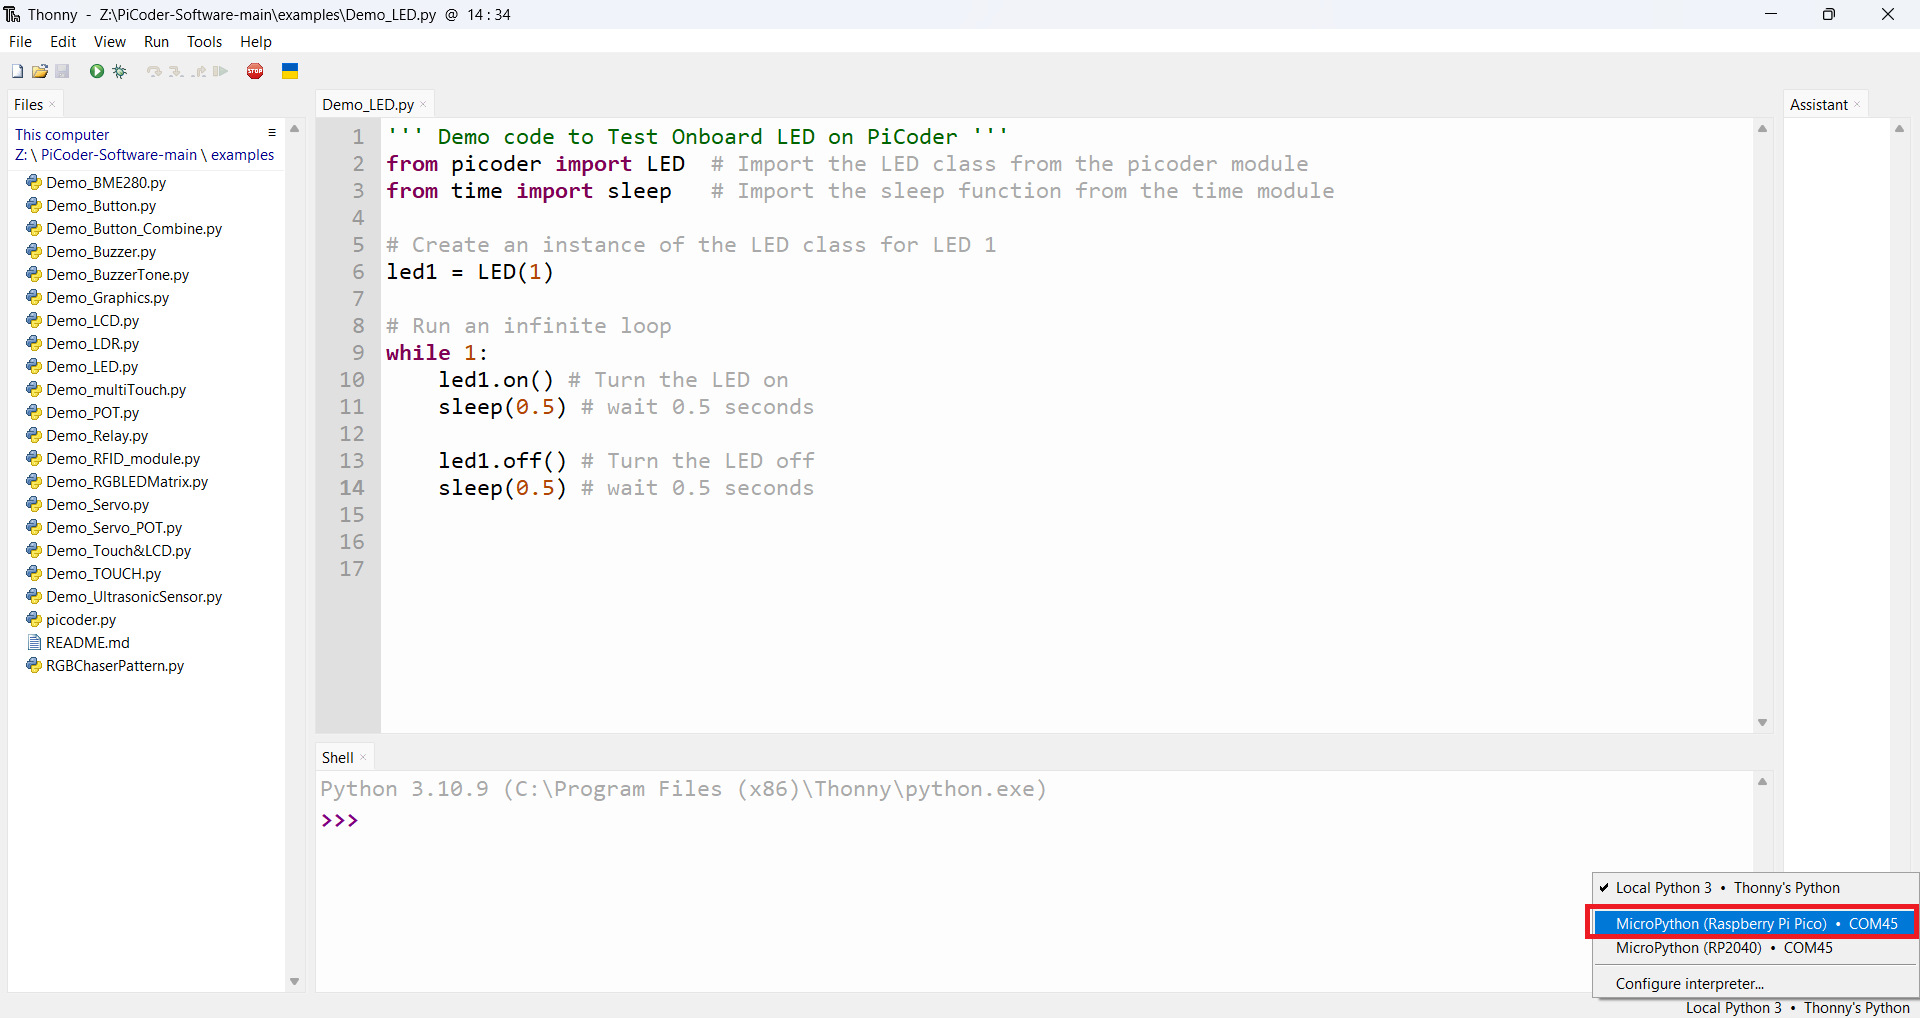 Thonny - Z:\PiCoder-Software-main\examples\Demo_LED.py @ 14:34
File Edit View Run Tools Help
STOP
Files ×
Demo_LED.py ×
Assistant ×
This computer ≡
Z: \ PiCoder-Software-main \ examples
Demo_BME280.py
Demo_Button.py
Demo_Button_Combine.py
Demo_Buzzer.py
Demo_BuzzerTone.py
Demo_Graphics.py
Demo_LCD.py
Demo_LDR.py
Demo_LED.py
Demo_multiTouch.py
Demo_POT.py
Demo_Relay.py
Demo_RFID_module.py
Demo_RGBLEDMatrix.py
Demo_Servo.py
Demo_Servo_POT.py
Demo_Touch&LCD.py
Demo_TOUCH.py
Demo_UltrasonicSensor.py
picoder.py
README.md
RGBChaserPattern.py
1 ''' Demo code to Test Onboard LED on PiCoder '''
2 from picoder import LED  # Import the LED class from the picoder module
3 from time import sleep   # Import the sleep function from the time module
4
5 # Create an instance of the LED class for LED 1
6 led1 = LED(1)
7
8 # Run an infinite loop
9 while 1:
10     led1.on() # Turn the LED on
11     sleep(0.5) # wait 0.5 seconds
12
13     led1.off() # Turn the LED off
14     sleep(0.5) # wait 0.5 seconds
15
16
17
Shell ×
Python 3.10.9 (C:\Program Files (x86)\Thonny\python.exe)
>>>
✔ Local Python 3 • Thonny's Python
MicroPython (Raspberry Pi Pico) • COM45
MicroPython (RP2040) • COM45
Configure interpreter...
Local Python 3 • Thonny's Python